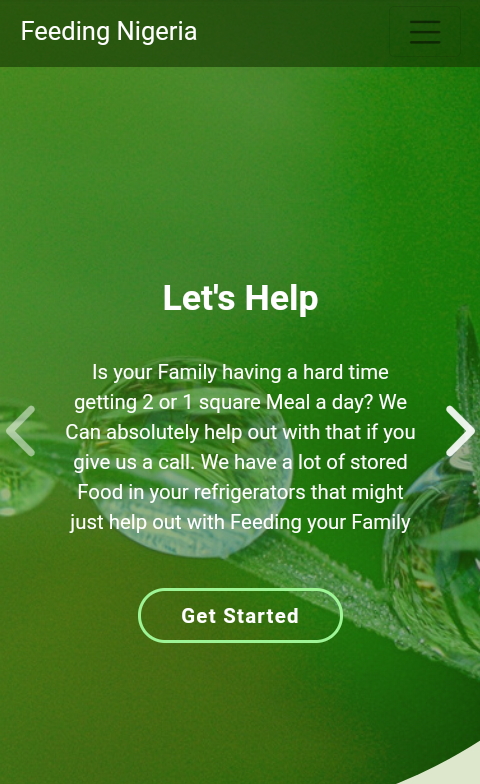 Feeding Nigeria
Let's Help
Is your Family having a hard time
getting 2 or 1 square Meal a day? We
Can absolutely help out with that if you
give us a call. We have a lot of stored
Food in your refrigerators that might
just help out with Feeding your Family
Get Started